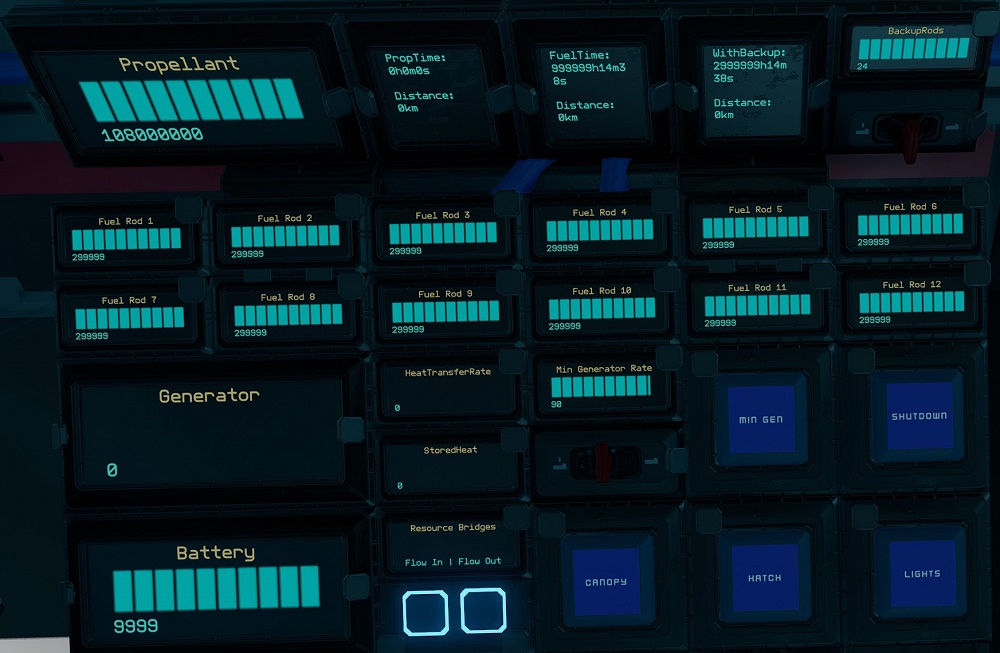 Propellant
108000000
PropTime:
0h0m0s
Distance:
0km
FuelTime:
999999h14m3
8s
Distance:
0km
WithBackup:
2999999h14m
38s
Distance:
0km
BackupRods
24
Fuel Rod 1
299999
Fuel Rod 2
299999
Fuel Rod 3
299999
Fuel Rod 4
299999
Fuel Rod 5
299999
Fuel Rod 6
299999
Fuel Rod 7
299999
Fuel Rod 8
299999
Fuel Rod 9
299999
Fuel Rod 10
299999
Fuel Rod 11
299999
Fuel Rod 12
299999
Generator
0
HeatTransferRate
0
Min Generator Rate
90
MIN GEN
SHUTDOWN
StoredHeat
0
Battery
9999
Resource Bridges
Flow In | Flow Out
CANOPY
HATCH
LIGHTS